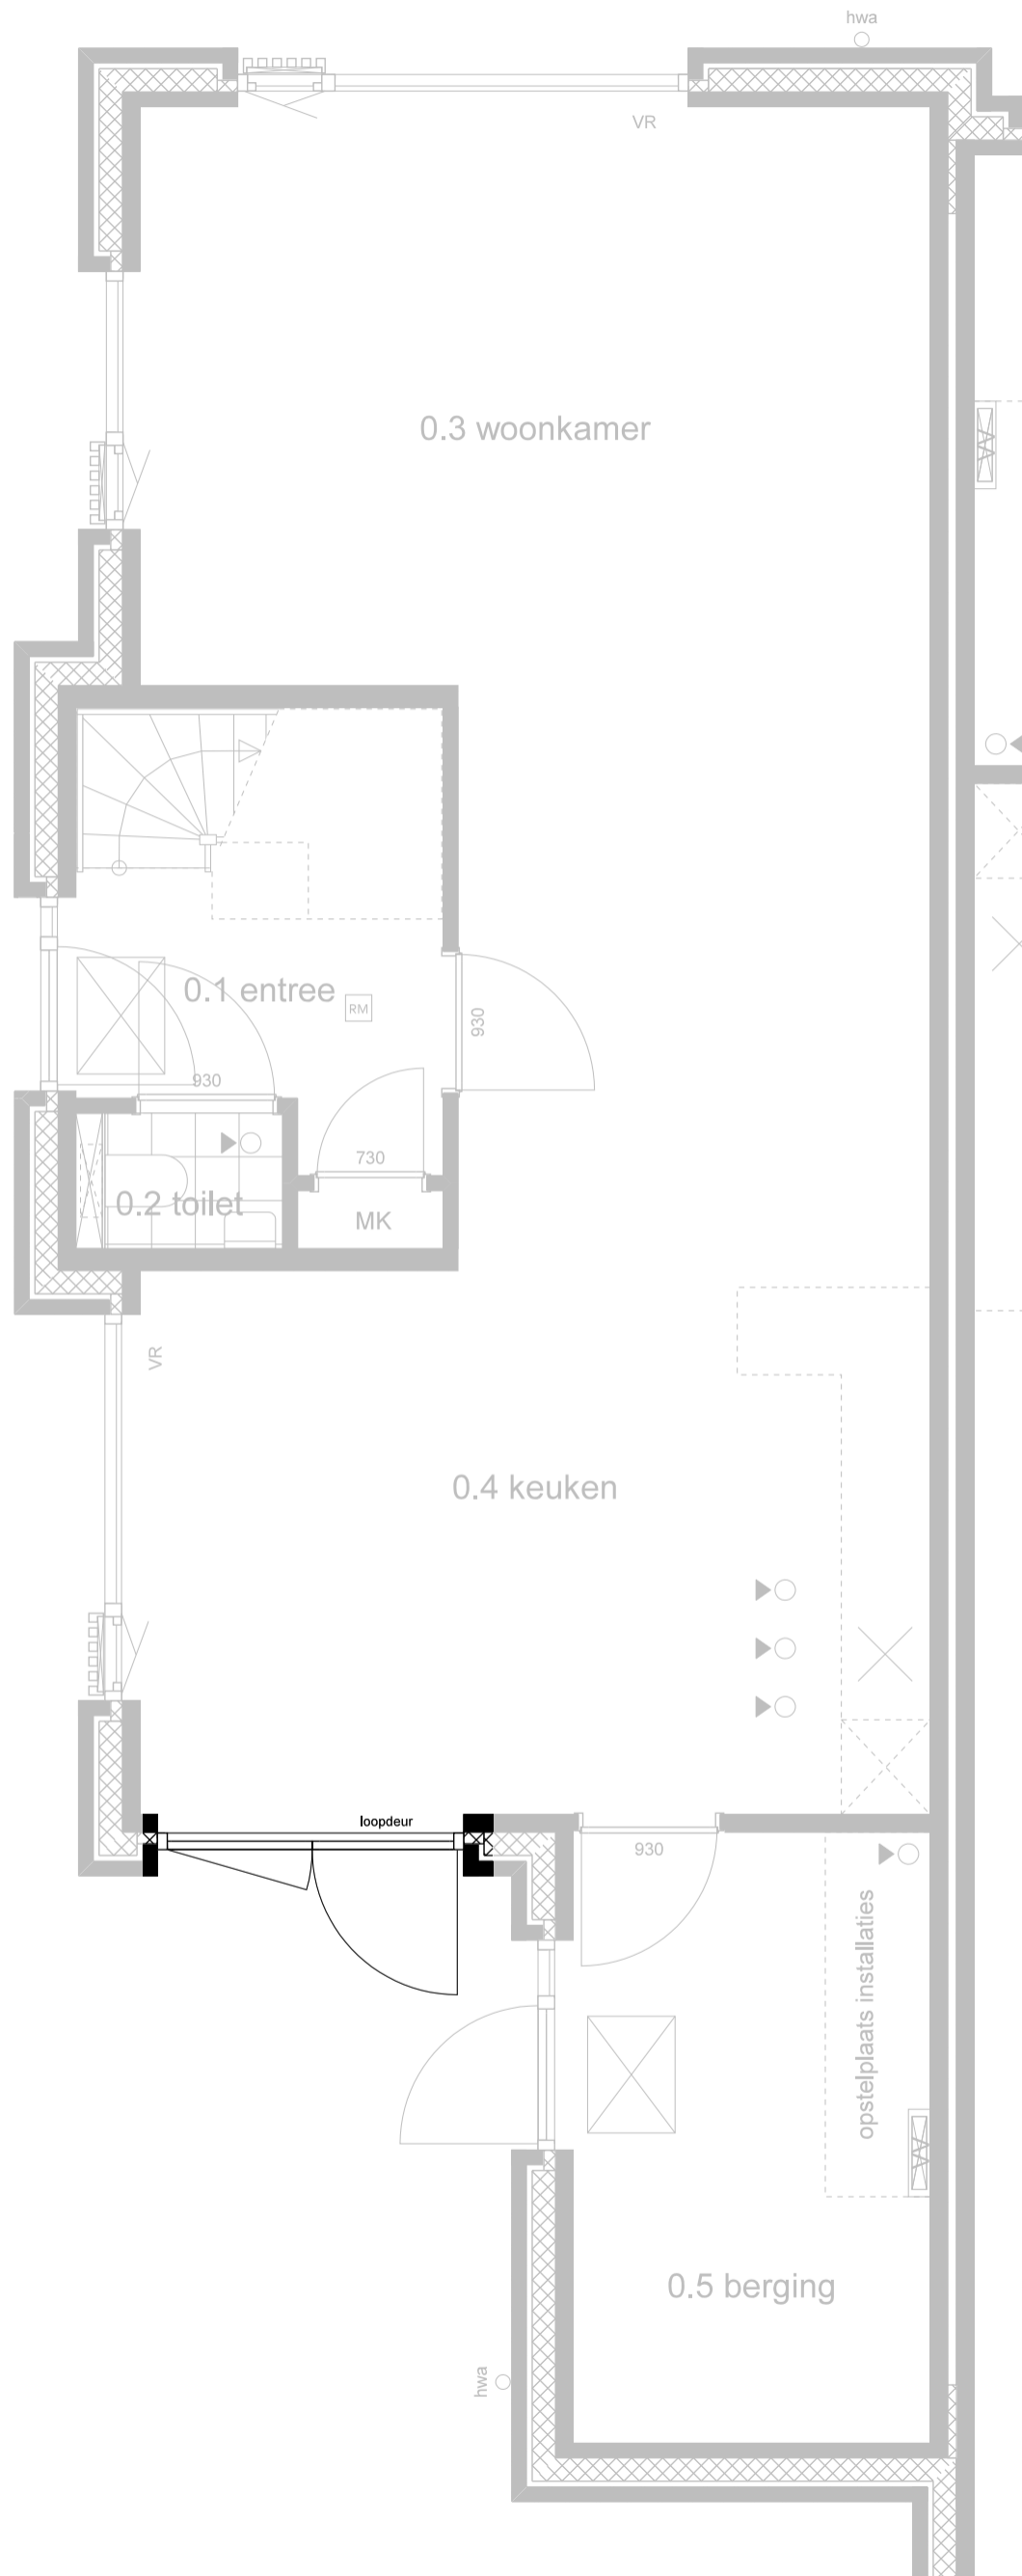 hwa
VR
0.3 woonkamer
0.1 entree
RM
930
930
730
0.2 toilet
MK
VR
0.4 keuken
loopdeur
930
opstelplaats installaties
0.5 berging
hwa